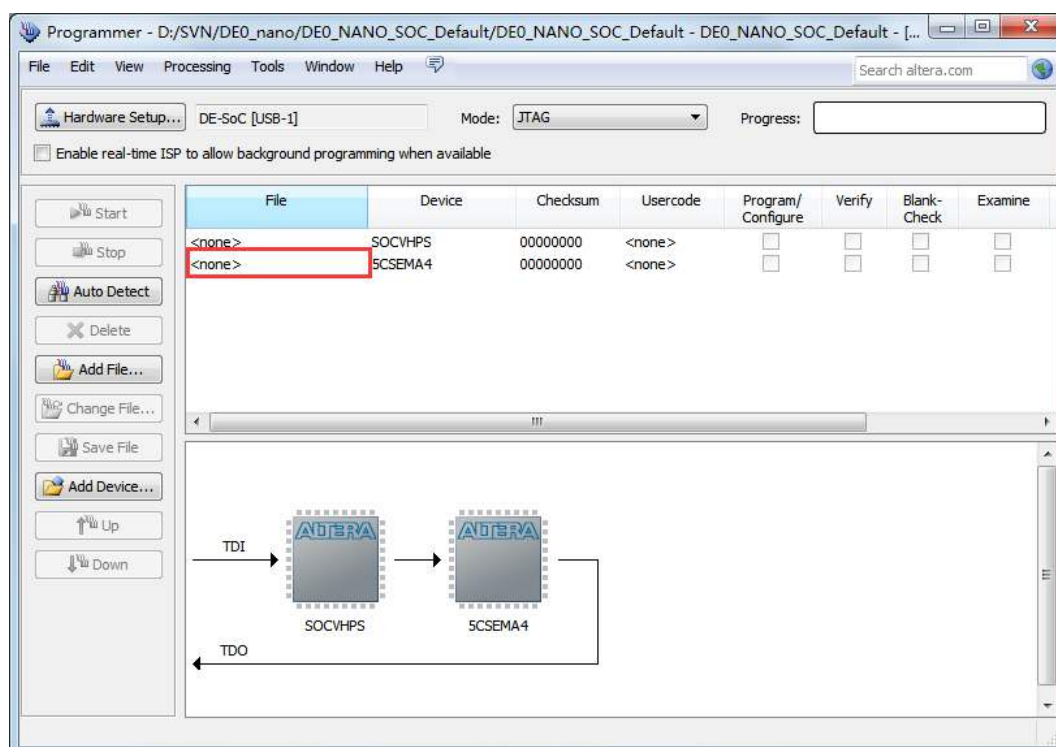 Programmer - D:/SVN/DE0_nano/DE0_NANO_SOC_Default/DE0_NANO_SOC_Default - DE0_NANO_SOC_Default - [...
File Edit View Processing Tools Window Help
Search altera.com
Hardware Setup... DE-SoC [USB-1] Mode: JTAG Progress:
Enable real-time ISP to allow background programming when available
Start
Stop
Auto Detect
Delete
Add File...
Change File...
Save File
Add Device...
Up
Down
File Device Checksum Usercode Program/ Verify Blank- Examine
Configure Check
<none> SOCVHPS 00000000 <none>
<none> 5CSEMA4 00000000 <none>
TDI
ALTERA ALTERA
SOCVHPS 5CSEMA4
TDO